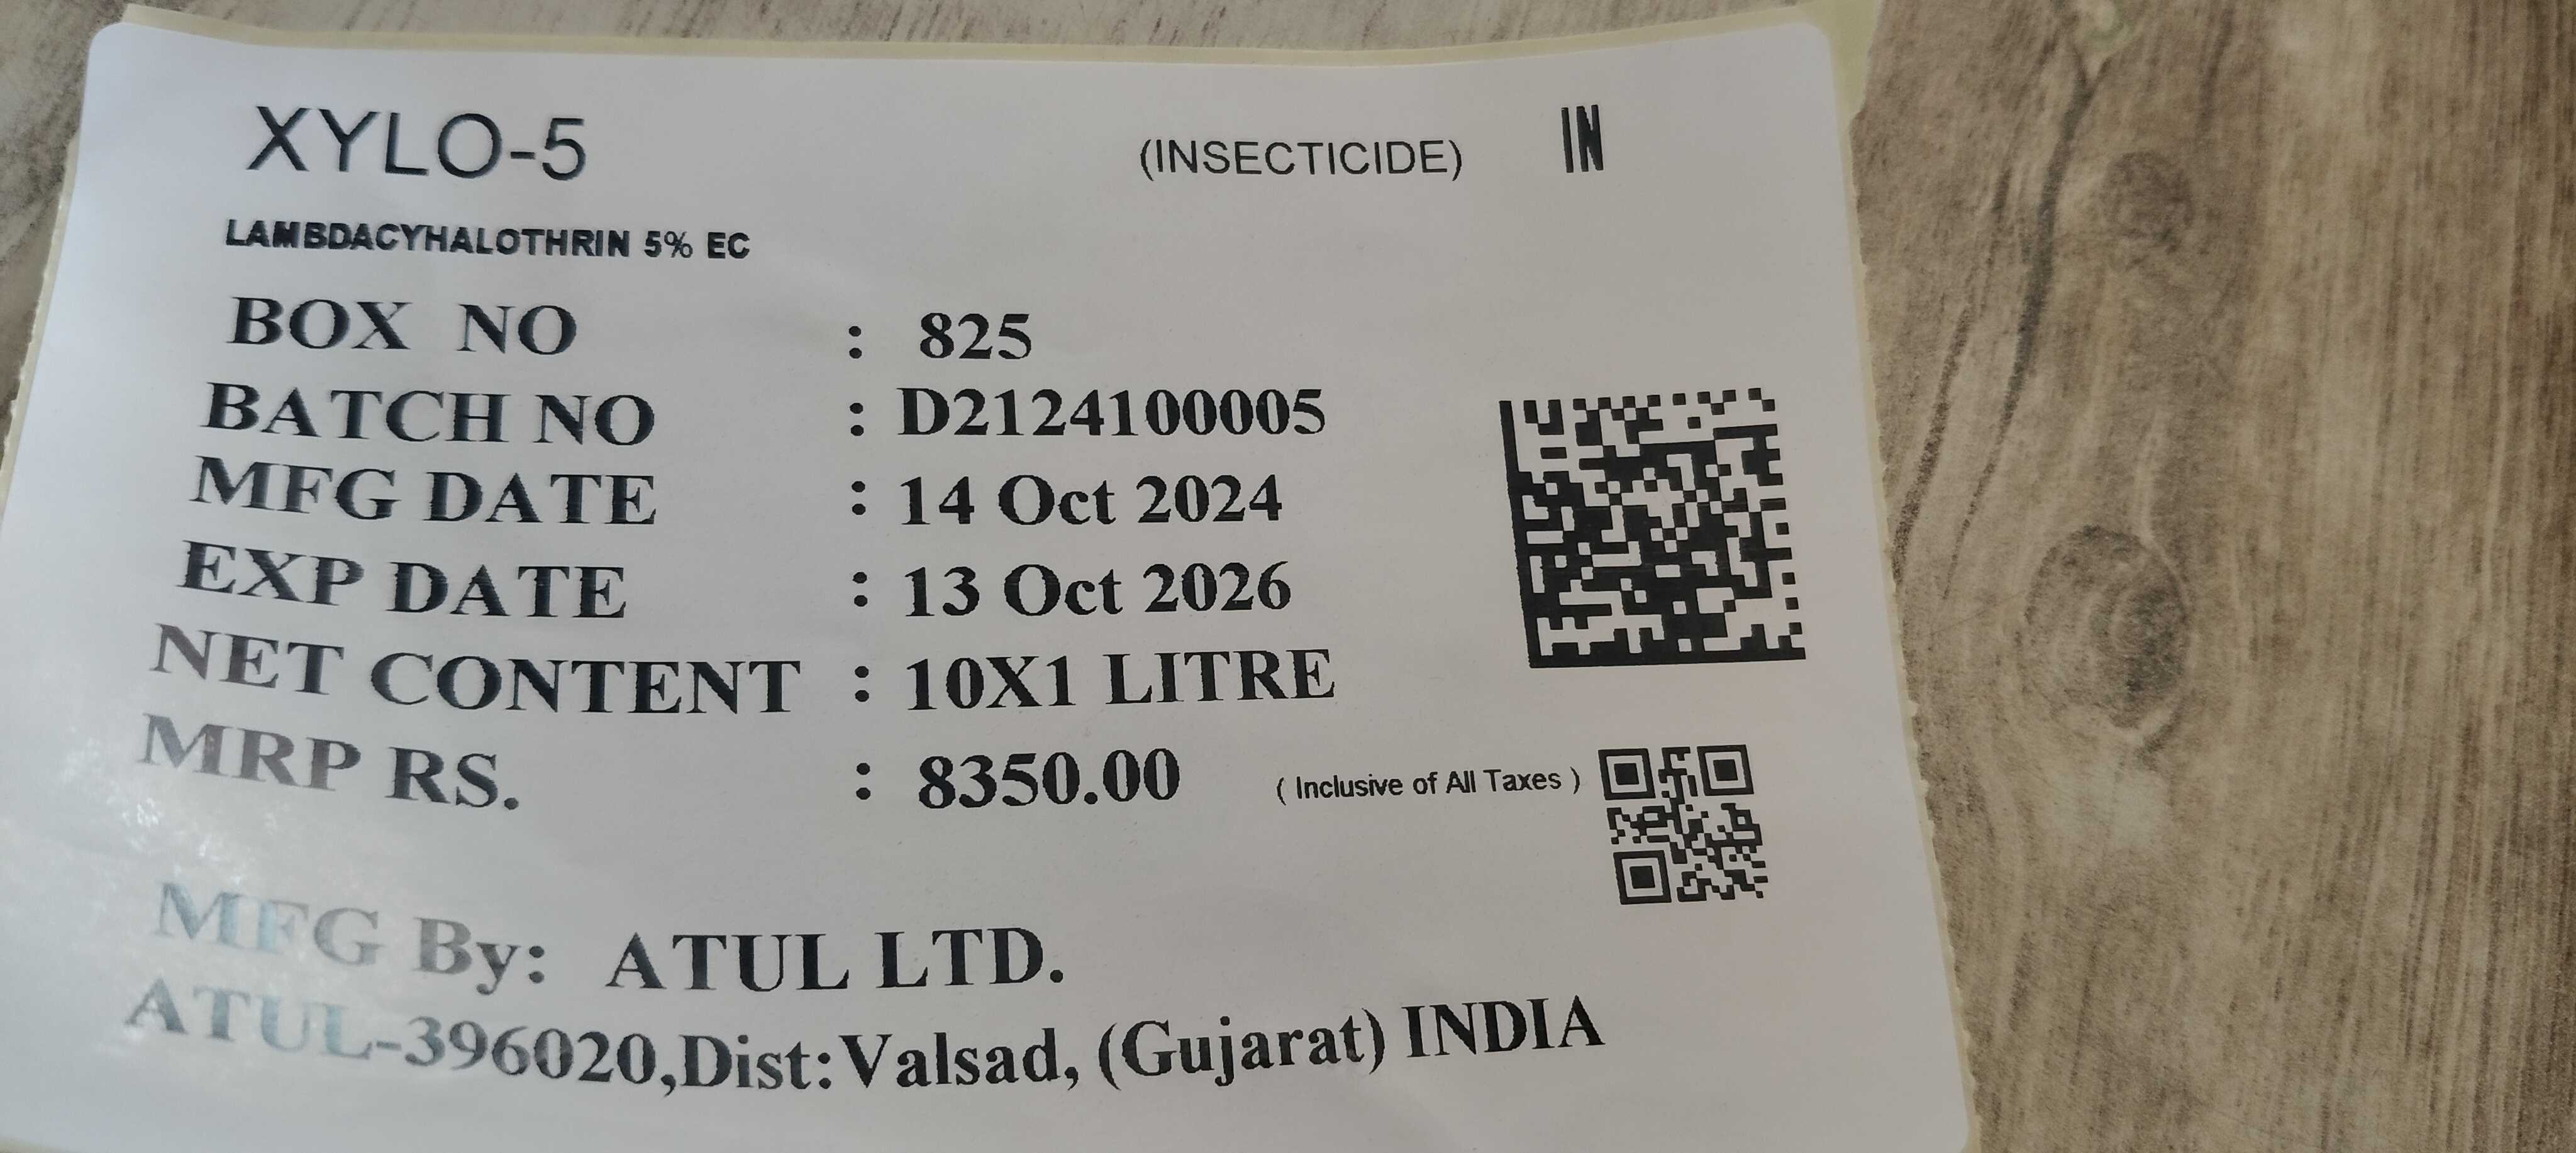 XYLO-5 (INSECTICIDE) IN
LAMBDACYHALOTHRIN 5% EC
BOX NO : 825
BATCH NO : D2124100005
MFG DATE : 14 Oct 2024
EXP DATE : 13 Oct 2026
NET CONTENT : 10X1 LITRE
MRP RS. : 8350.00 ( Inclusive of All Taxes )
MFG By: ATUL LTD.
ATUL-396020,Dist:Valsad, (Gujarat) INDIA